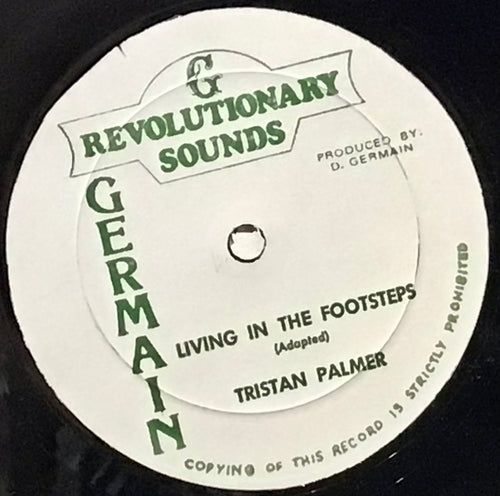 G
REVOLUTIONARY
SOUNDS
PRODUCED BY:
D. GERMAIN
GERMAIN
LIVING IN THE FOOTSTEPS
(Adapted)
TRISTAN PALMER
COPYING OF THIS RECORD IS STRICTLY PROHIBITED